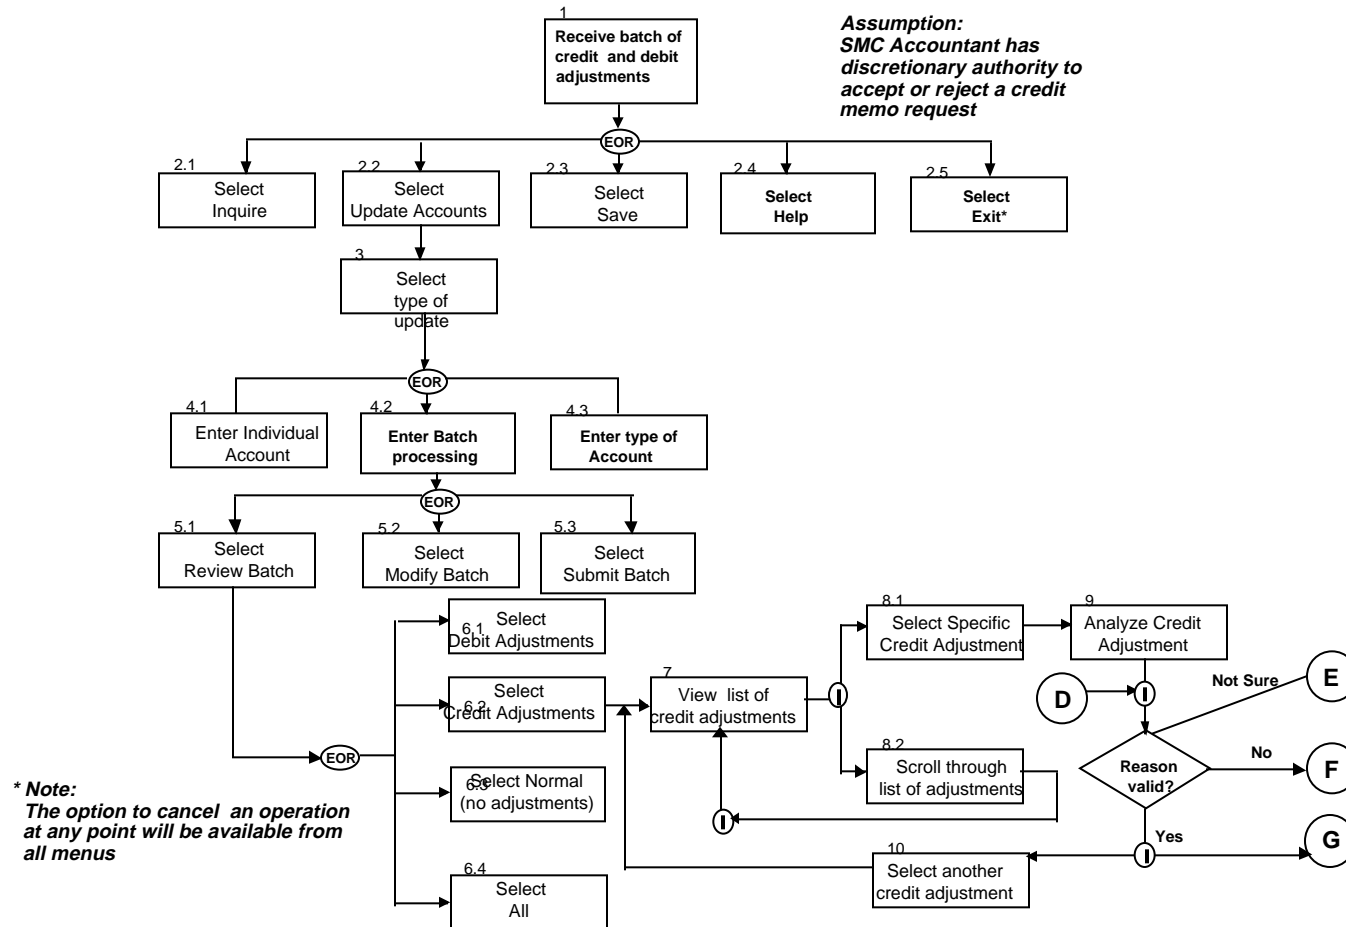 1
Receive batch of
credit and debit
adjustments
Assumption:
SMC Accountant has
discretionary authority to
accept or reject a credit
memo request
EOR
2.1
Select
Inquire
2.2
Select
Update Accounts
2.3
Select
Save
2.4
Select
Help
2.5
Select
Exit*
3
Select
type of
update
EOR
4.1
Enter Individual
Account
4.2
Enter Batch
processing
4.3
Enter type of
Account
EOR
5.1
Select
Review Batch
5.2
Select
Modify Batch
5.3
Select
Submit Batch
EOR
6.1
Select
Debit Adjustments
6.2
Select
Credit Adjustments
6.3
Select Normal
(no adjustments)
6.4
Select
All
7
View list of
credit adjustments
I
8.1
Select Specific
Credit Adjustment
8.2
Scroll through
list of adjustments
I
9
Analyze Credit
Adjustment
D
I
Not Sure
E
Reason
valid?
No
F
Yes
I
G
10
Select another
credit adjustment
* Note:
The option to cancel an operation
at any point will be available from
all menus